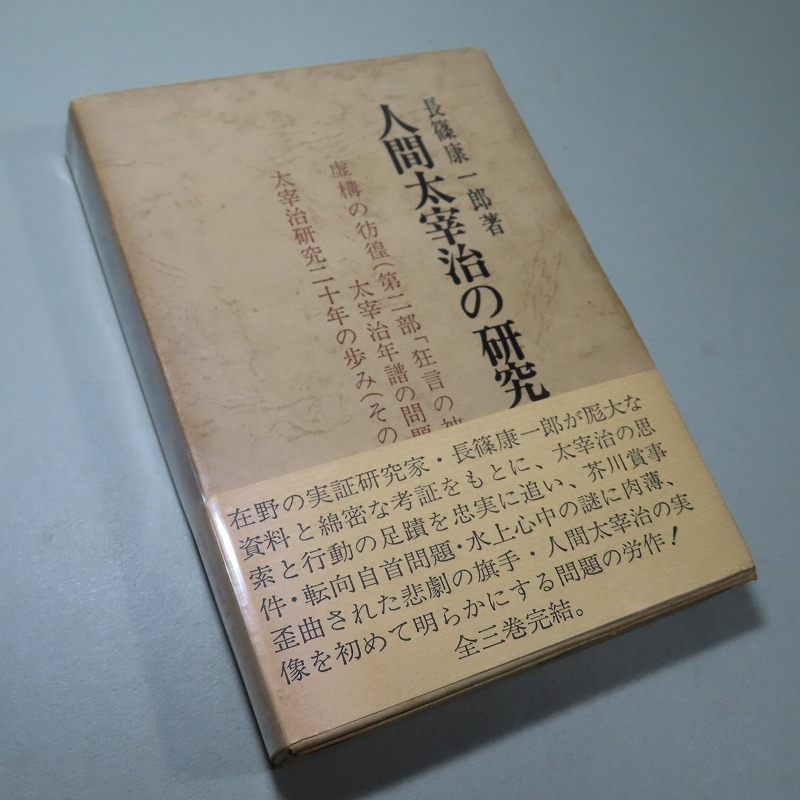 長篠康一郎著
人間太宰治の研究
虚構の彷徨(第二部「狂言の神
太宰治年譜の問題
太宰治研究二十年の歩み(その
在野の実証研究家・長篠康一郎が厖大な
資料と綿密な考証をもとに、太宰治の思
索と行動の足蹟を忠実に追い、芥川賞事
件・転向自首問題・水上心中の謎に肉薄、
歪曲された悲劇の旗手・人間太宰治の実
像を初めて明らかにする問題の労作!
全三巻完結。